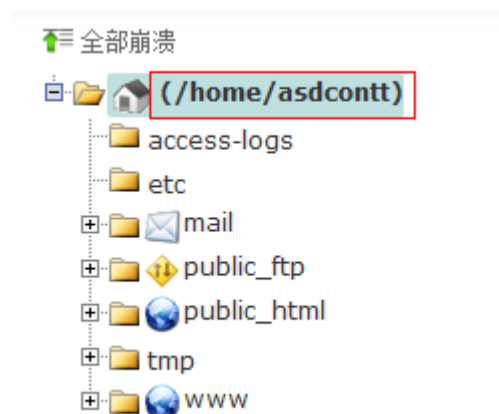 全部崩溃
(/home/asdcontt)
access-logs
etc
mail
public_ftp
public_html
tmp
www